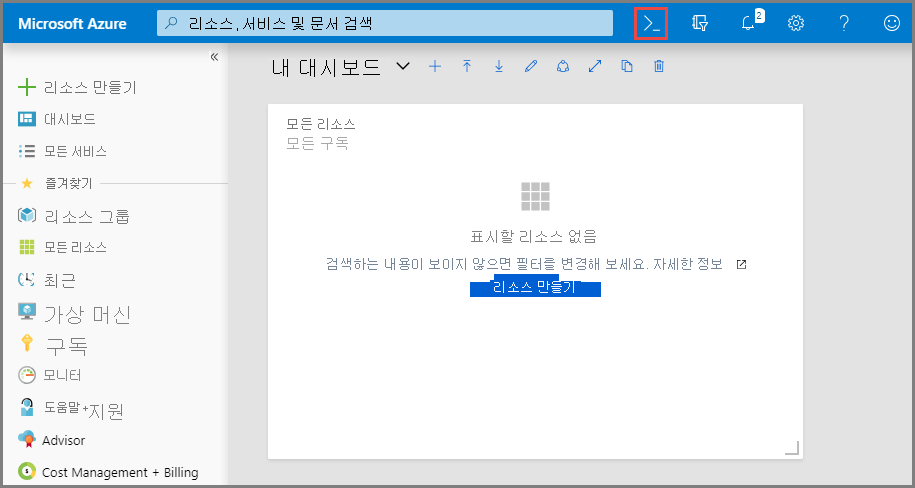 Microsoft Azure
리소스, 서비스 및 문서 검색
2
«
내 대시보드
리소스 만들기
대시보드
모든 서비스
즐겨찾기
리소스 그룹
모든 리소스
최근
가상 머신
구독
모니터
도움말 + 지원
Advisor
Cost Management + Billing
모든 리소스
모든 구독
표시할 리소스 없음
검색하는 내용이 보이지 않으면 필터를 변경해 보세요. 자세한 정보
리소스 만들기